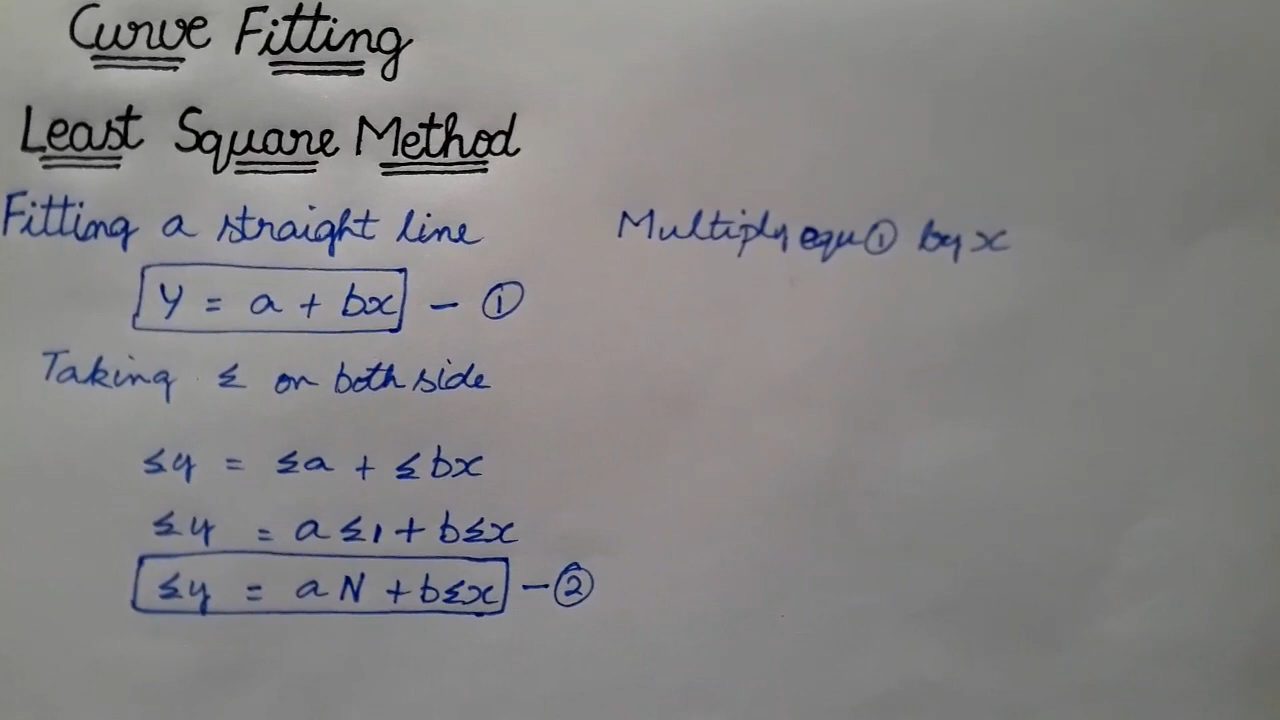 Curve Fitting
Least Square Method
Fitting a straight line
y = a + bx - ①
Taking Σ on both side
Σy = Σa + Σbx
Σy = aΣ1 + bΣx
Σy = aN + bΣx - ②
Multiply equ ① by x